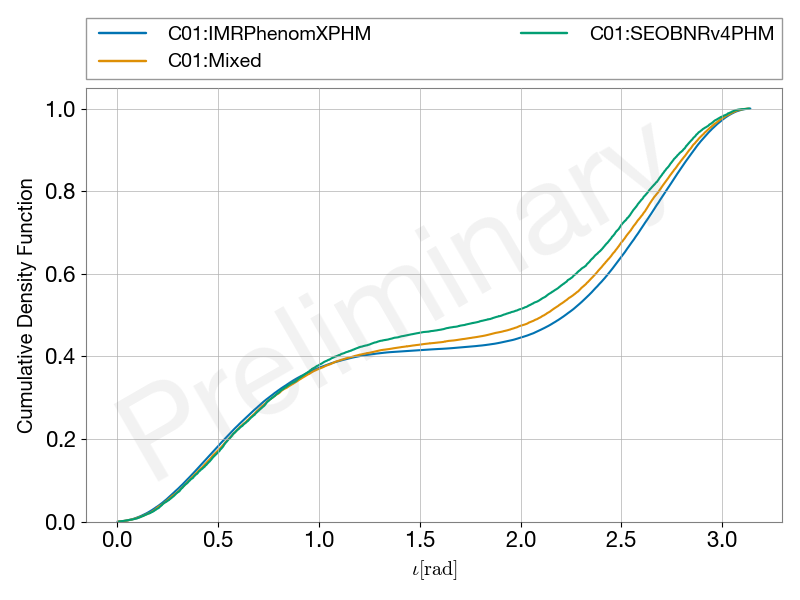 C01:IMRPhenomXPHM
C01:Mixed
C01:SEOBNRv4PHM
1.0
0.8
0.6
0.4
0.2
0.0
Cumulative Density Function
Preliminary
0.0 0.5 1.0 1.5 2.0 2.5 3.0
ι[rad]